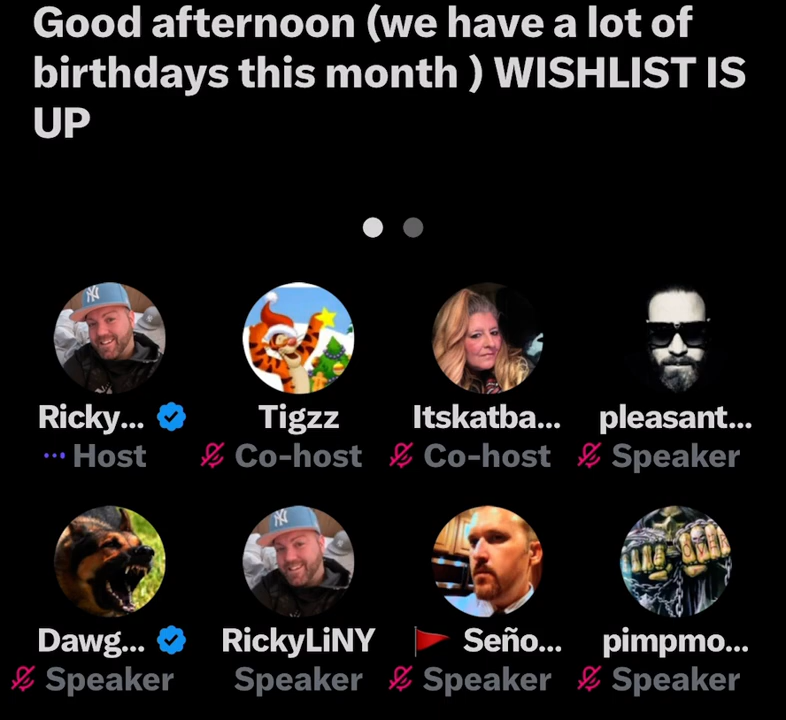 Good afternoon (we have a lot of
birthdays this month ) WISHLIST IS
UP
Ricky... Tigzz Itskatba... pleasant...
Host Co-host Co-host Speaker
Dawg... RickyLiNY Seño... pimpmo...
Speaker Speaker Speaker Speaker